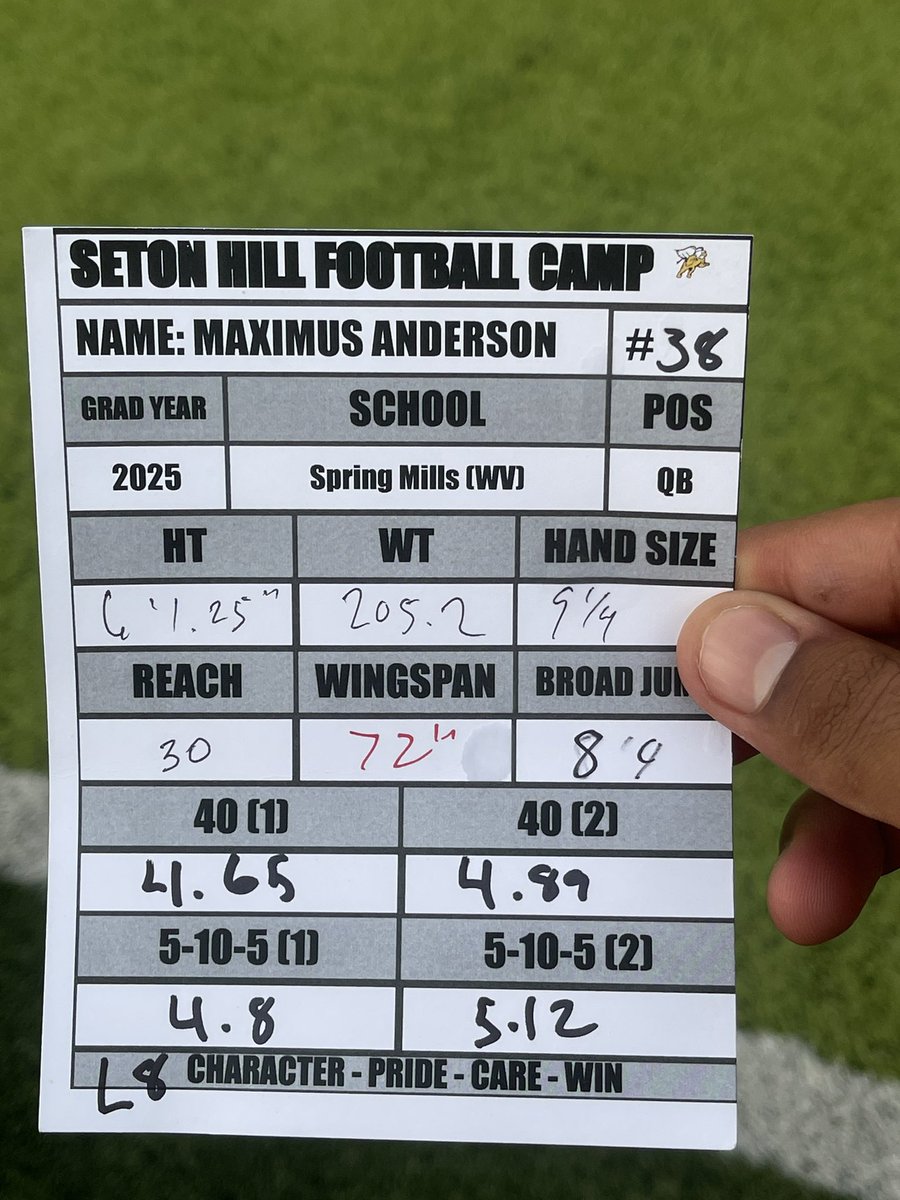 SETON HILL FOOTBALL CAMP
NAME: MAXIMUS ANDERSON #38
GRAD YEAR SCHOOL POS
2025 Spring Mills (WV) QB
HT WT HAND SIZE
6'1.25" 205.2 9 1/4
REACH WINGSPAN BROAD JUM
30 72" 8'9
40 (1) 40 (2)
4.65 4.89
5-10-5 (1) 5-10-5 (2)
4.8 5.12
L8 CHARACTER - PRIDE - CARE - WIN